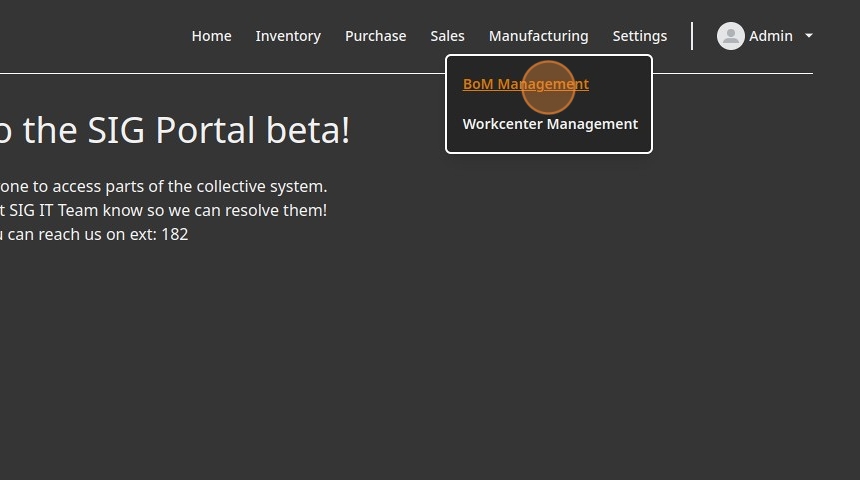 Home Inventory Purchase Sales Manufacturing Settings Admin
BoM Management
Workcenter Management
o the SIG Portal beta!
one to access parts of the collective system.
t SIG IT Team know so we can resolve them!
u can reach us on ext: 182